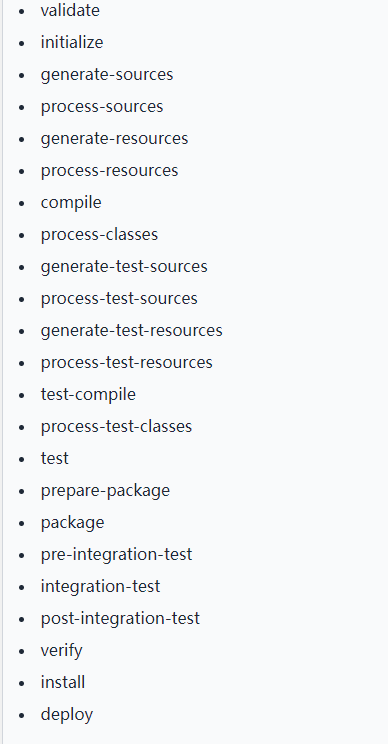 validate
initialize
generate-sources
process-sources
generate-resources
process-resources
compile
process-classes
generate-test-sources
process-test-sources
generate-test-resources
process-test-resources
test-compile
process-test-classes
test
prepare-package
package
pre-integration-test
integration-test
post-integration-test
verify
install
deploy